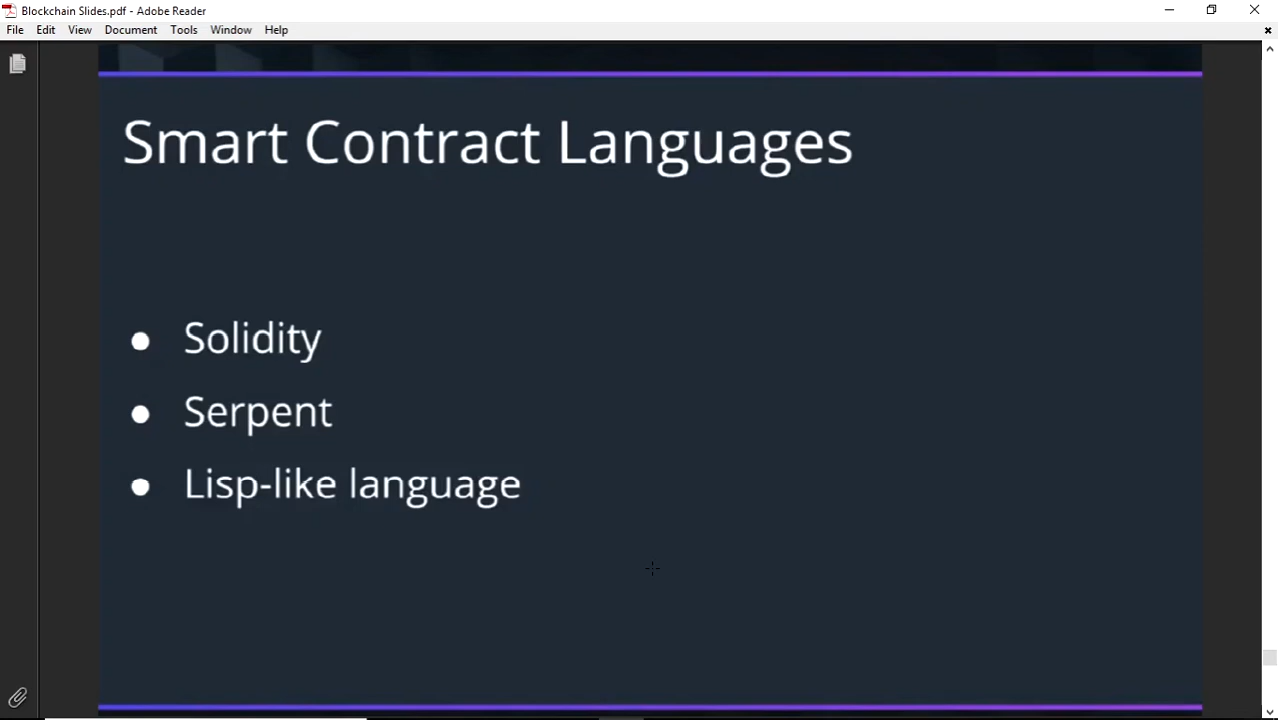 Blockchain Slides.pdf - Adobe Reader
File Edit View Document Tools Window Help
Smart Contract Languages
● Solidity
● Serpent
● Lisp-like language